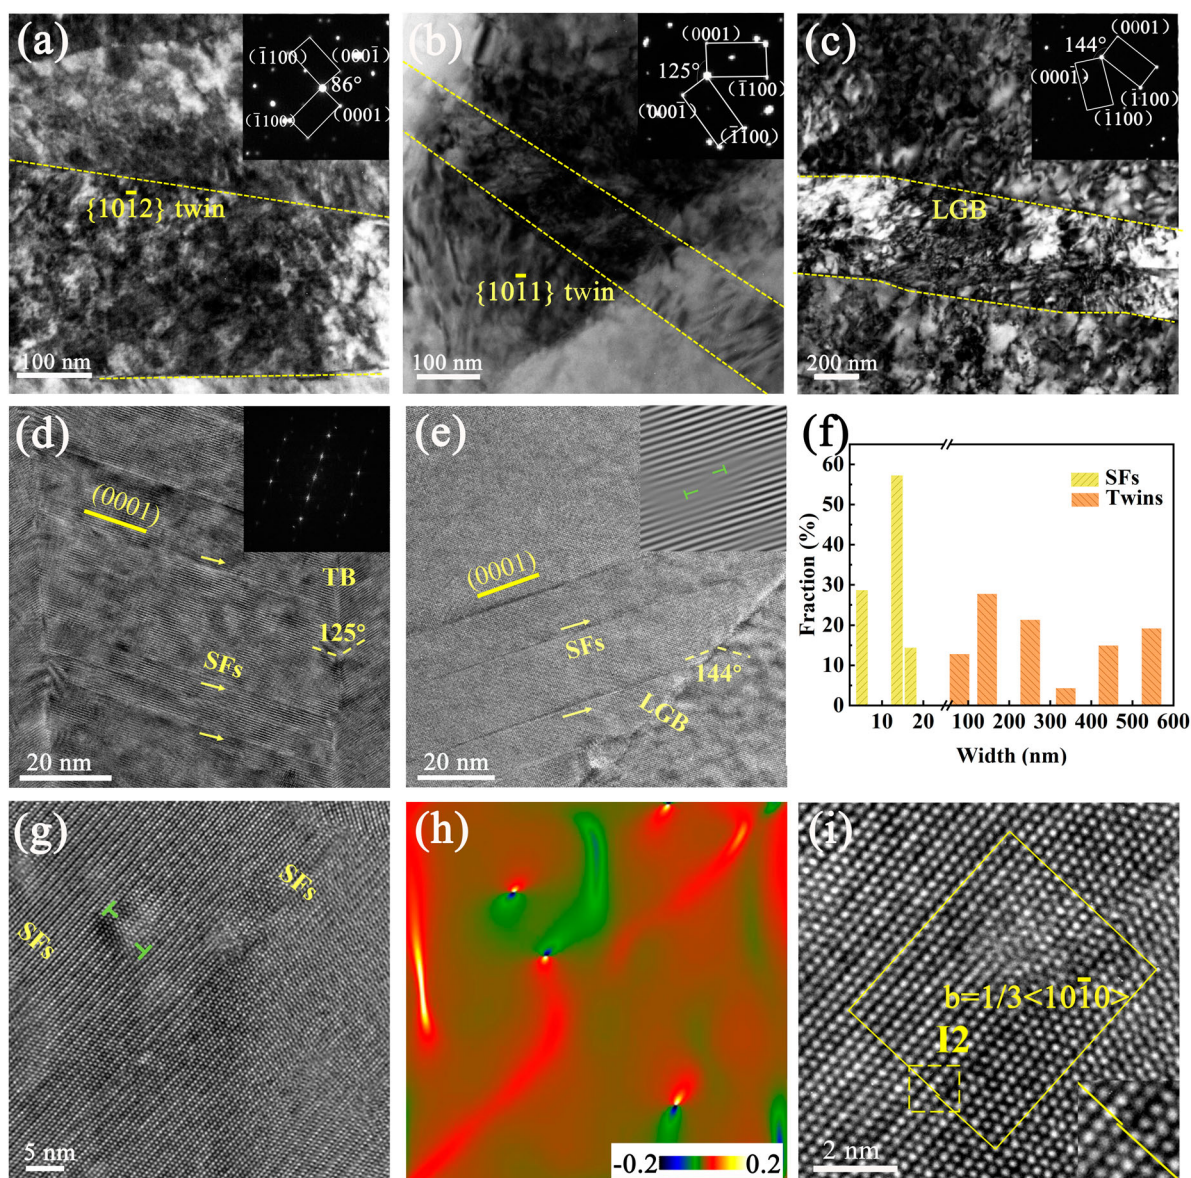 (a)
(1̄100)
(0001̄)
86°
(1̄100)
(0001)
{101̄2} twin
100 nm
(b)
(0001)
125°
(1̄100)
(0001̄)
(1̄100)
{101̄1} twin
100 nm
(c)
(0001)
144°
(0001̄)
(1̄100)
(1̄100)
LGB
200 nm
(d)
(0001)
TB
125°
SFs
20 nm
(e)
(0001)
SFs
144°
LGB
20 nm
(f)
SFs
Twins
Fraction (%)
60
50
40
30
20
10
0
10 20 100 200 300 400 500 600
Width (nm)
(g)
SFs
SFs
5 nm
(h)
-0.2 0.2
(i)
b=1/3<101̄0>
I2
2 nm